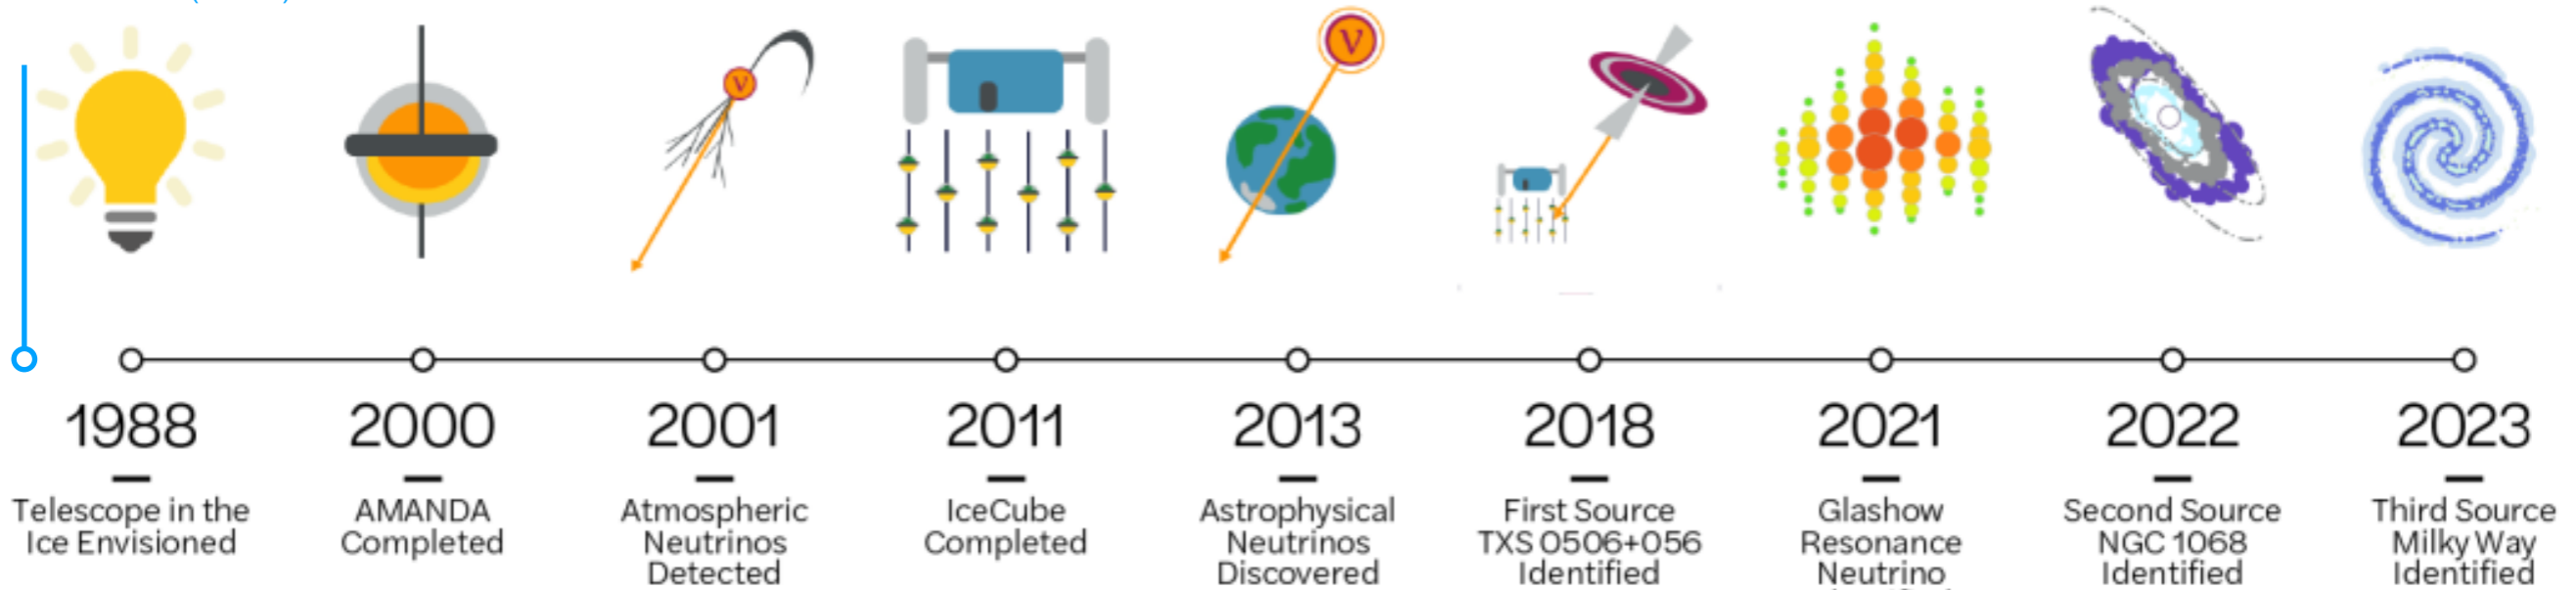 V
V
1988
Telescope in the
Ice Envisioned
2000
AMANDA
Completed
2001
Atmospheric
Neutrinos
Detected
2011
IceCube
Completed
2013
Astrophysical
Neutrinos
Discovered
2018
First Source
TXS 0506+056
Identified
2021
Glashow
Resonance
Neutrino
2022
Second Source
NGC 1068
Identified
2023
Third Source
Milky Way
Identified